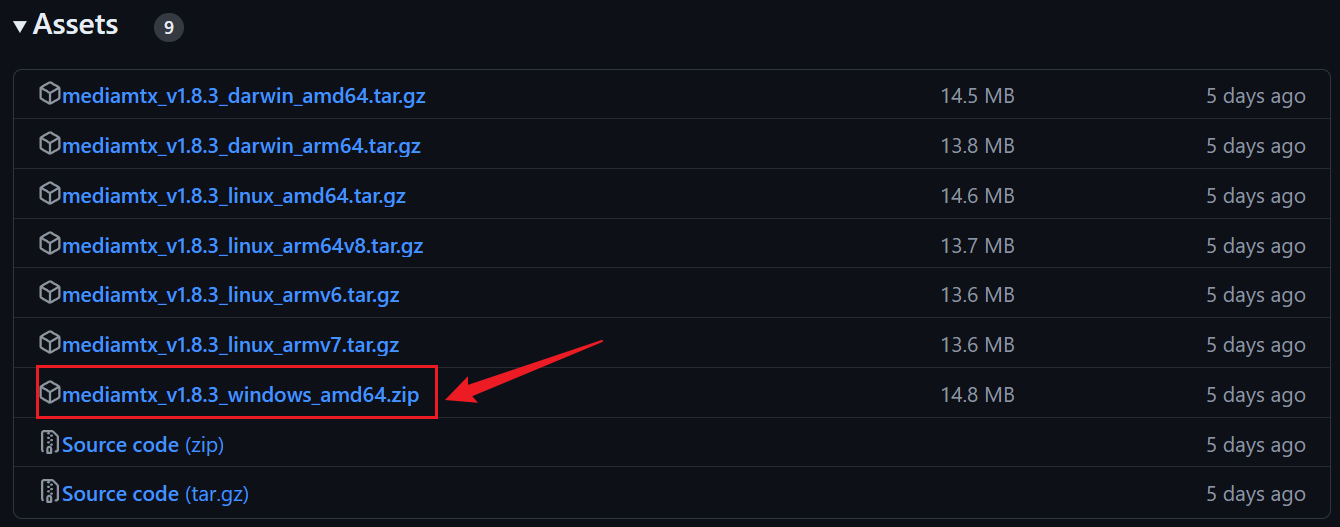 Assets 9
mediamtx_v1.8.3_darwin_amd64.tar.gz 14.5 MB 5 days ago
mediamtx_v1.8.3_darwin_arm64.tar.gz 13.8 MB 5 days ago
mediamtx_v1.8.3_linux_amd64.tar.gz 14.6 MB 5 days ago
mediamtx_v1.8.3_linux_arm64v8.tar.gz 13.7 MB 5 days ago
mediamtx_v1.8.3_linux_armv6.tar.gz 13.6 MB 5 days ago
mediamtx_v1.8.3_linux_armv7.tar.gz 13.6 MB 5 days ago
mediamtx_v1.8.3_windows_amd64.zip 14.8 MB 5 days ago
Source code (zip) 5 days ago
Source code (tar.gz) 5 days ago